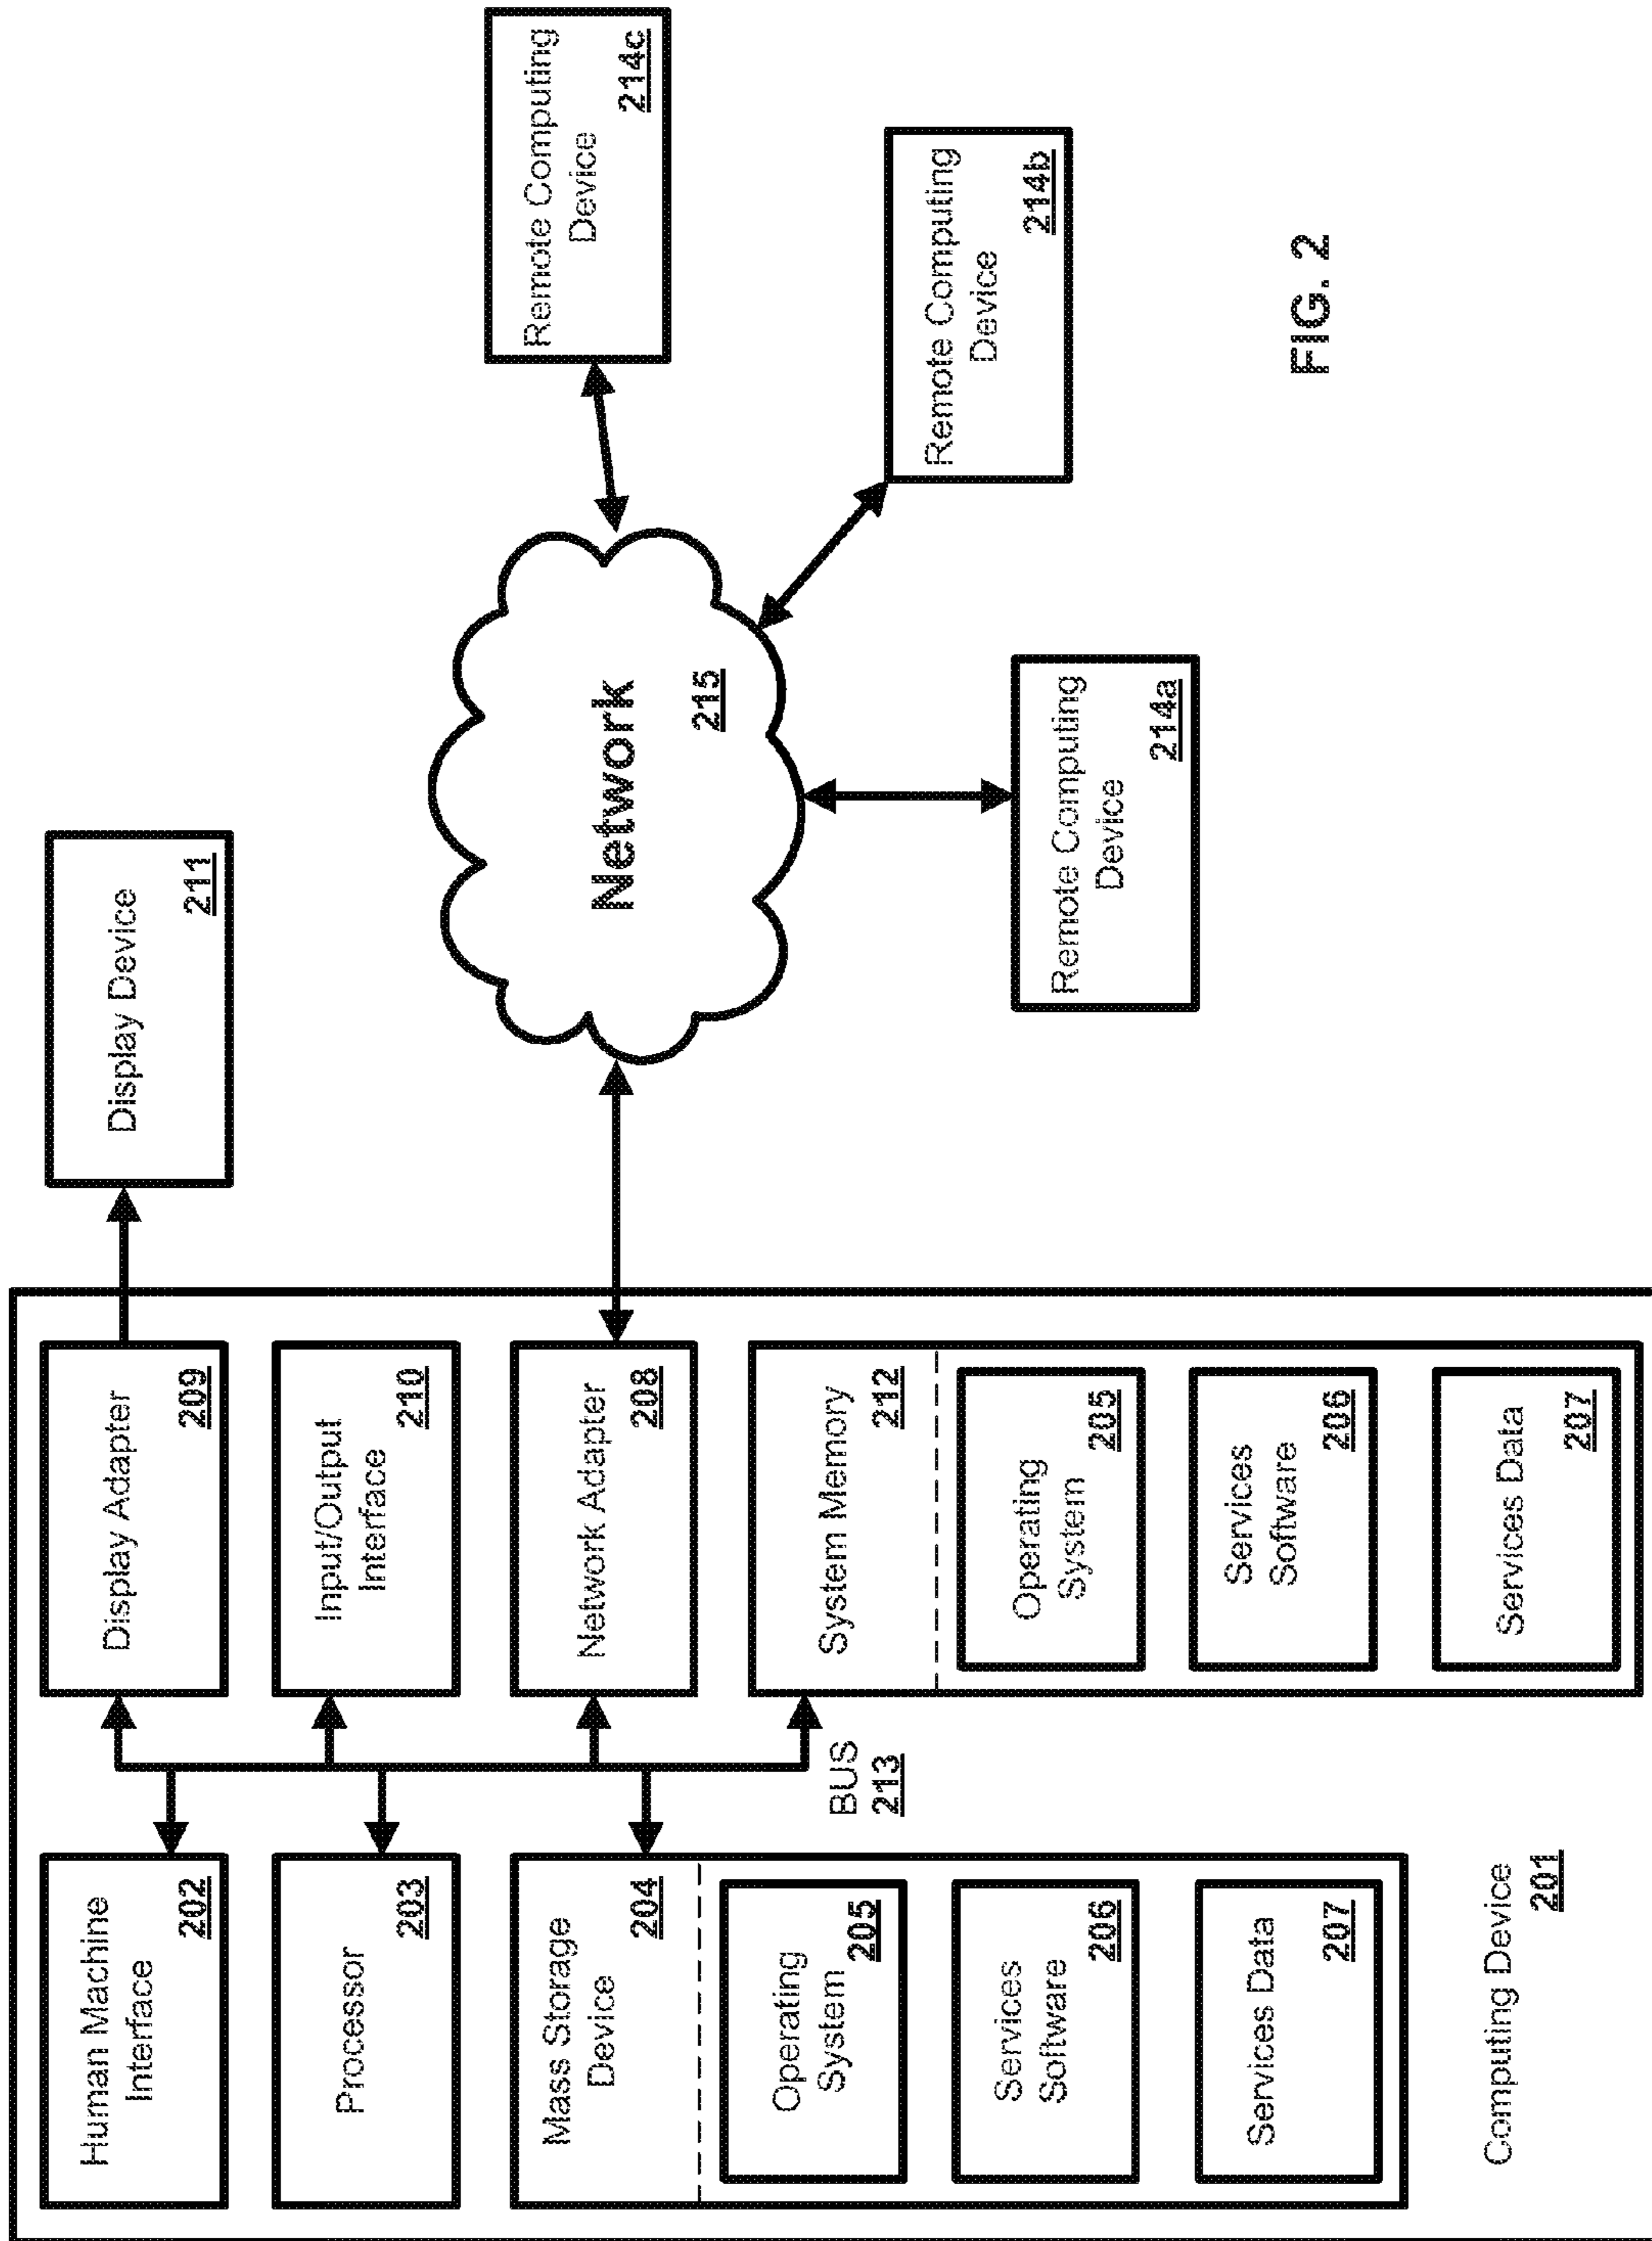 Human Machine
Interface
202
Processor
203
Mass Storage
Device
204
Operating
System
205
Services
Software
206
Services Data
207
Computing Device
201
BUS
213
Display Adapter
209
Input/Output
Interface
210
Network Adapter
208
System Memory
212
Operating
System
205
Services
Software
206
Services Data
207
Display Device
211
Network
215
Remote Computing
Device
214a
Remote Computing
Device
214b
Remote Computing
Device
214c
FIG. 2